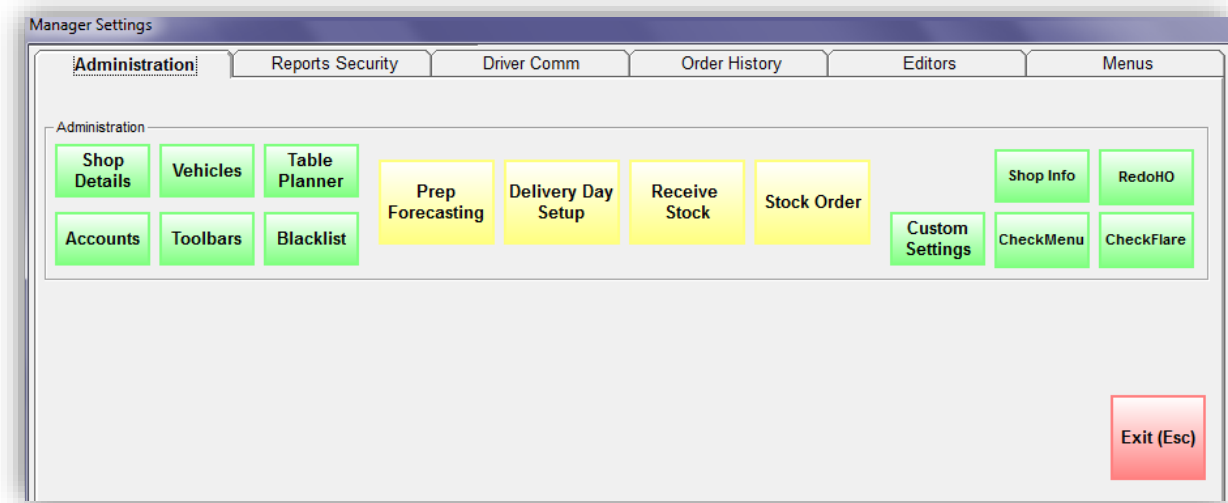 Manager Settings
Administration
Reports Security
Driver Comm
Order History
Editors
Menus
Administration
Shop
Details
Vehicles
Table
Planner
Accounts
Toolbars
Blacklist
Prep
Forecasting
Delivery Day
Setup
Receive
Stock
Stock Order
Custom
Settings
Shop Info
RedoHO
CheckMenu
CheckFlare
Exit (Esc)